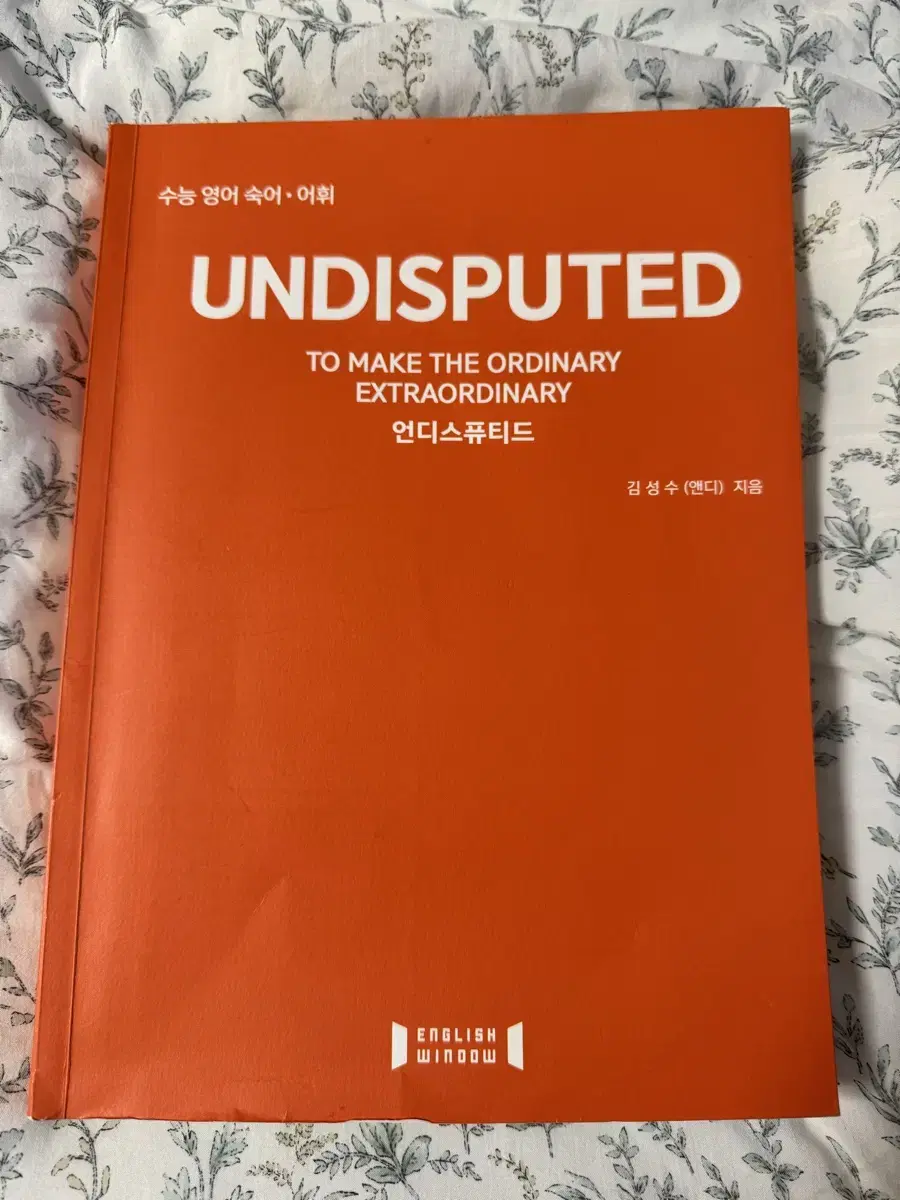 수능 영어 숙어·어휘
UNDISPUTED
TO MAKE THE ORDINARY
EXTRAORDINARY
언디스퓨티드
김 성 수 (앤디) 지음
ENGLISH
WINDOW